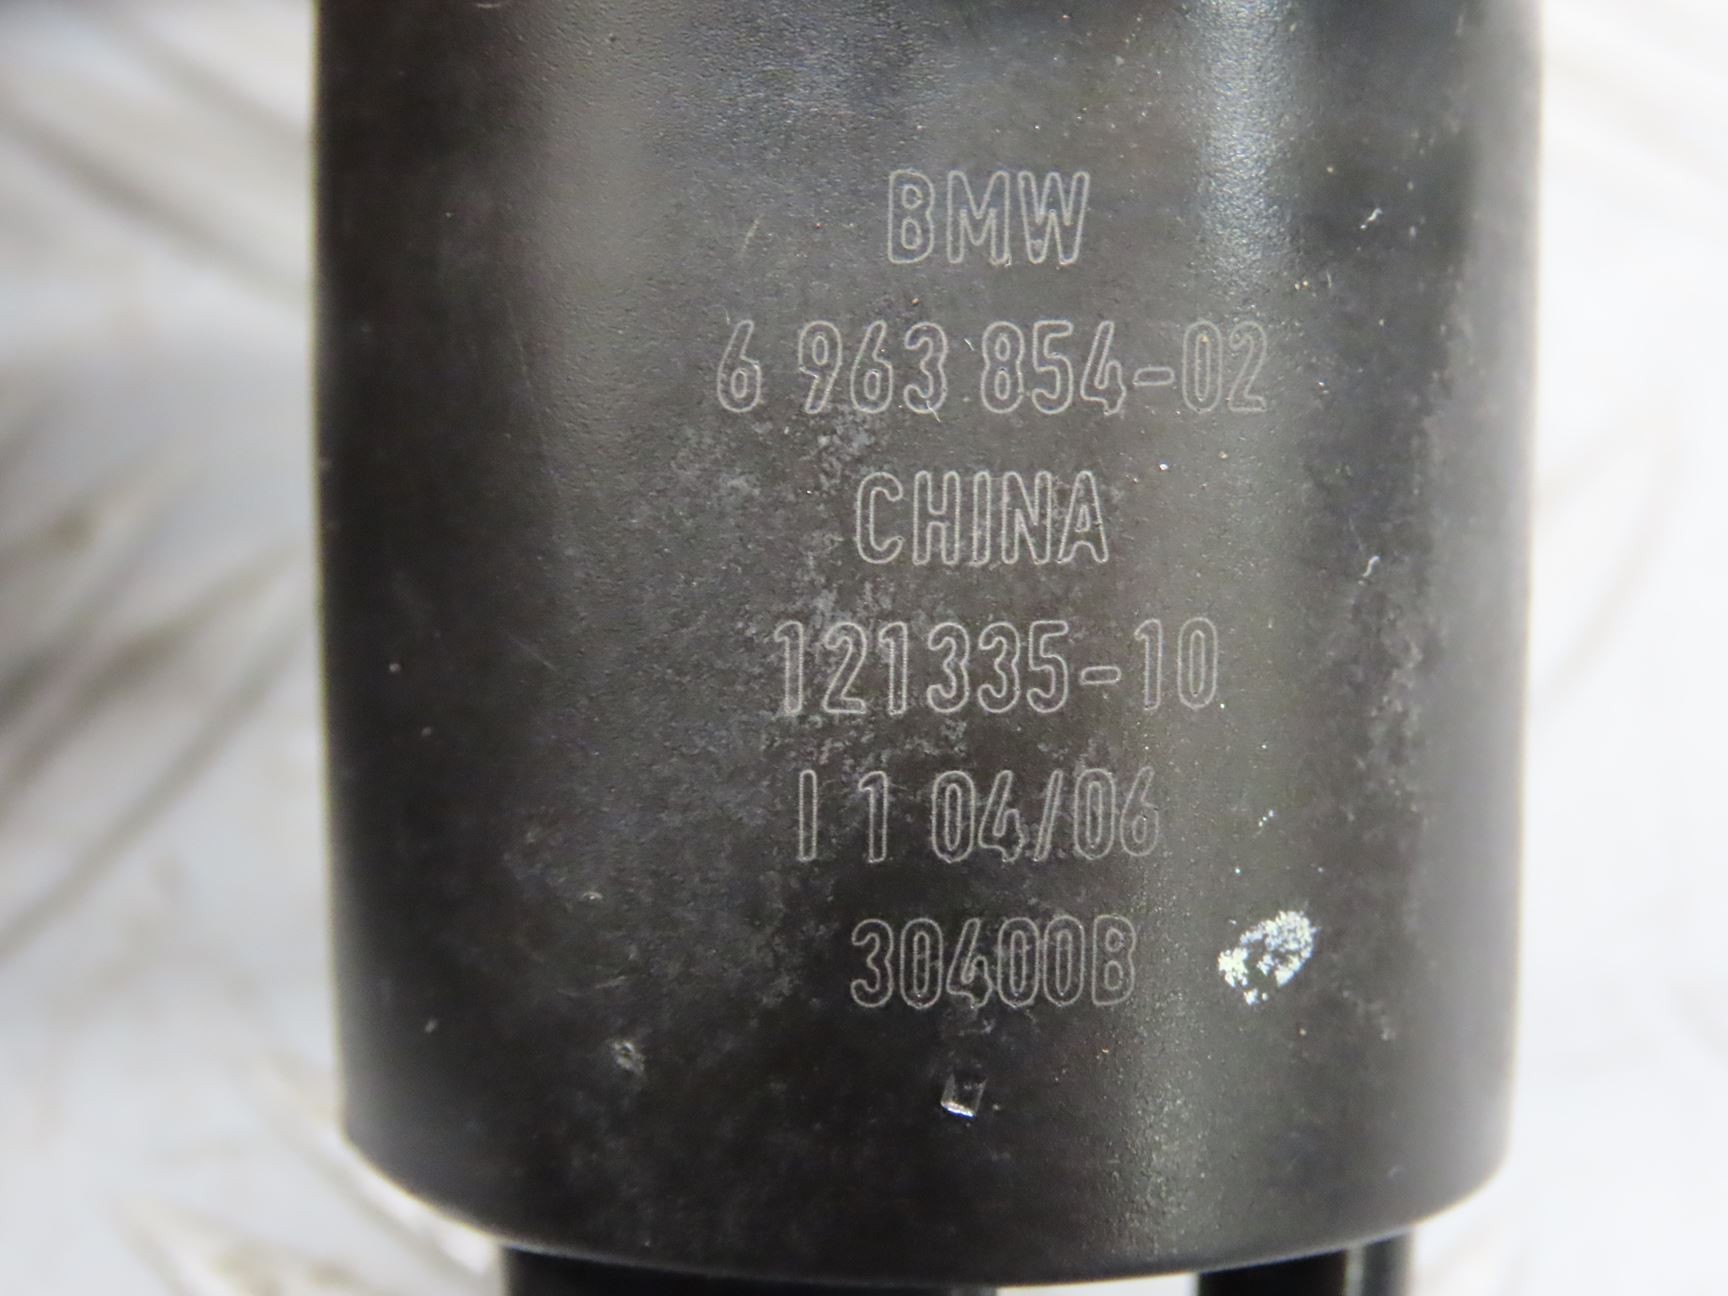 BMW
6 963 854-02
CHINA
121335-10
I 1 04/06
30400B